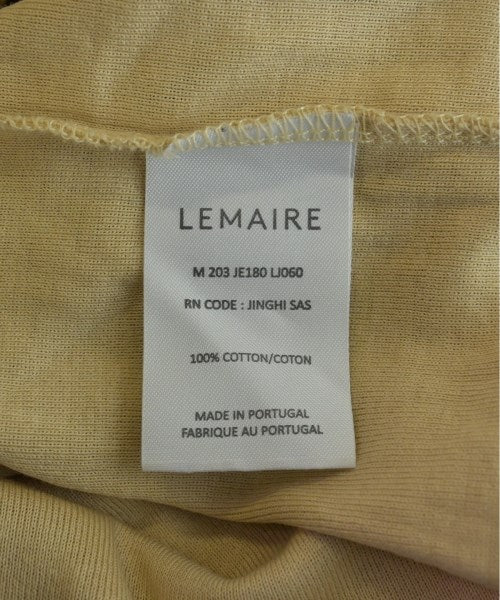 LEMAIRE
M 203 JE180 LJ060
RN CODE : JINGHI SAS
100% COTTON/COTON
MADE IN PORTUGAL
FABRIQUE AU PORTUGAL